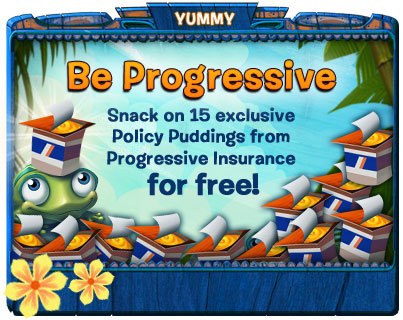 YUMMY
Be Progressive
Snack on 15 exclusive
Policy Puddings from
Progressive Insurance
for free!